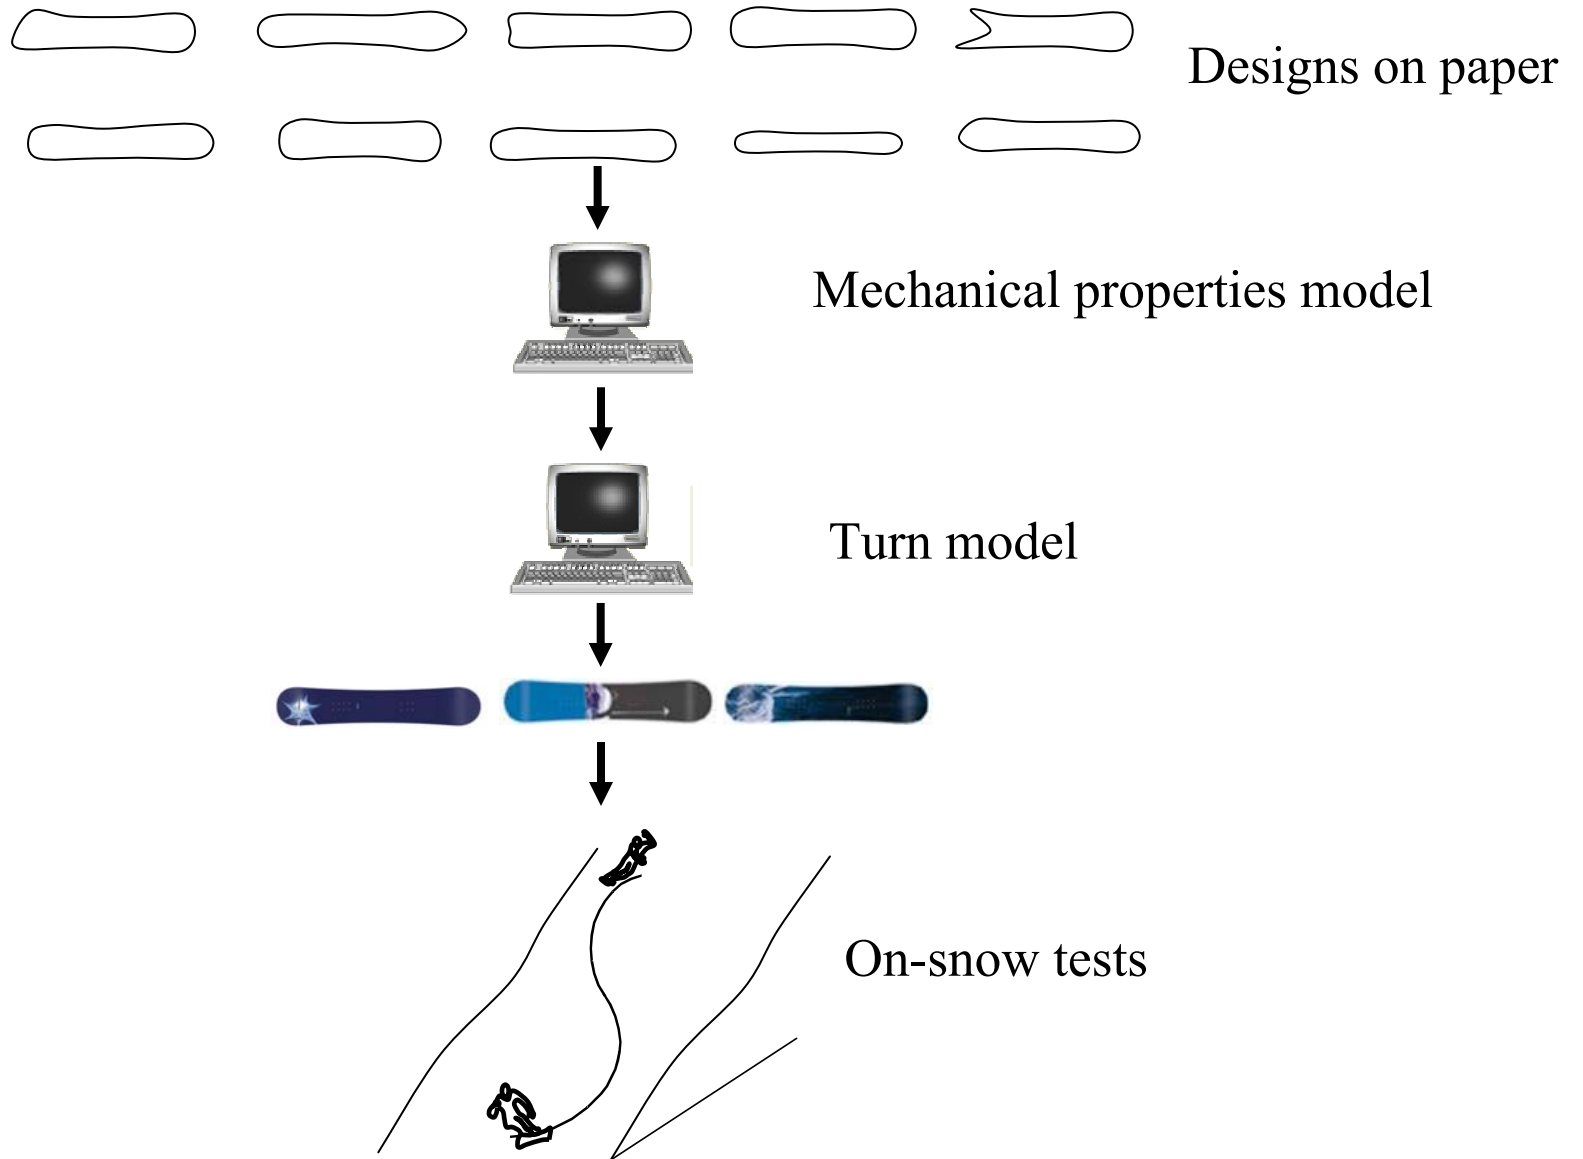 Designs on paper
Mechanical properties model
Turn model
On-snow tests